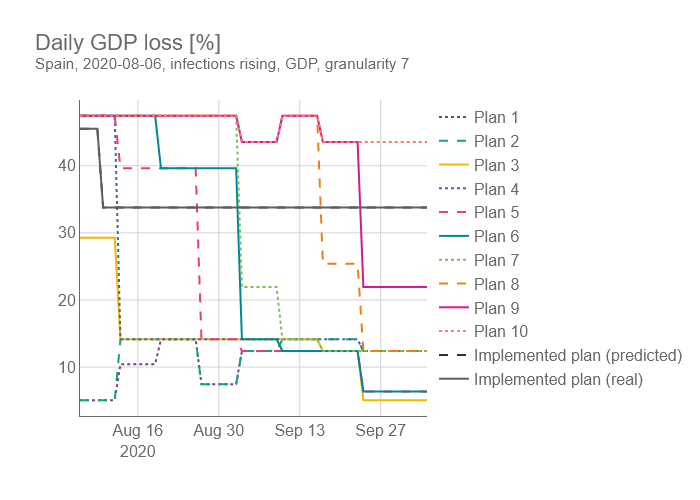 Daily GDP loss [%]
Spain, 2020-08-06, infections rising, GDP, granularity 7
40
30
20
10
Aug 16
2020
Aug 30
Sep 13
Sep 27
Plan 1
Plan 2
Plan 3
Plan 4
Plan 5
Plan 6
Plan 7
Plan 8
Plan 9
Plan 10
Implemented plan (predicted)
Implemented plan (real)